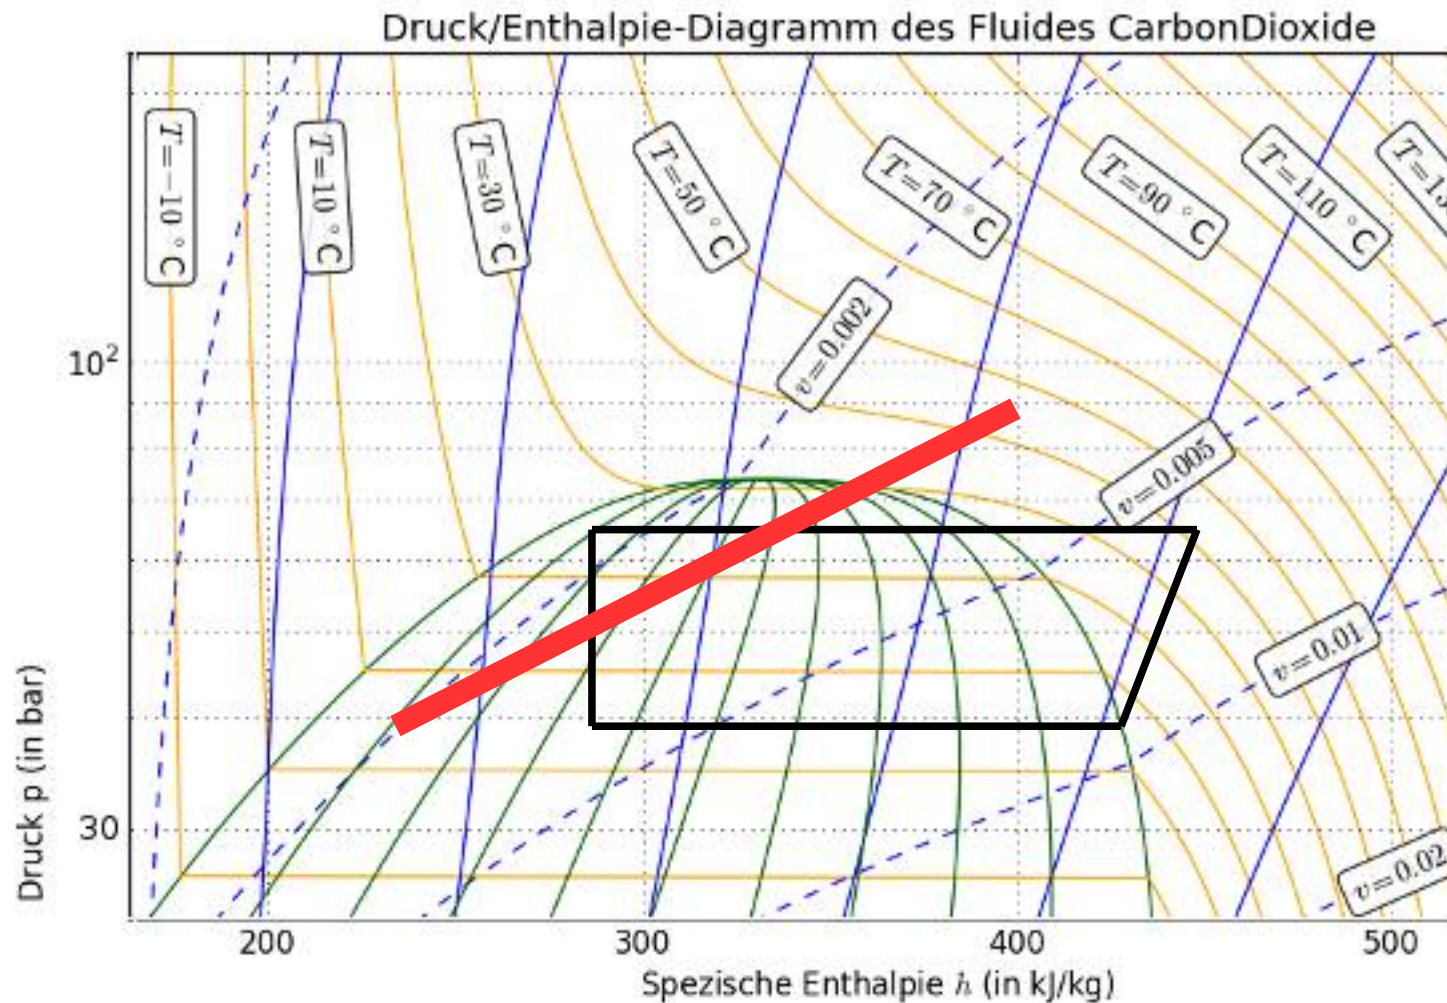 Druck/Enthalpie-Diagramm des Fluides CarbonDioxide
T=−10 °C
T=10 °C
T=30 °C
T=50 °C
T=70 °C
T=90 °C
T=110 °C
v=0.002
v=0.005
v=0.01
v=0.02
10²
30
Druck p (in bar)
200 300 400 500
Spezische Enthalpie h (in kJ/kg)